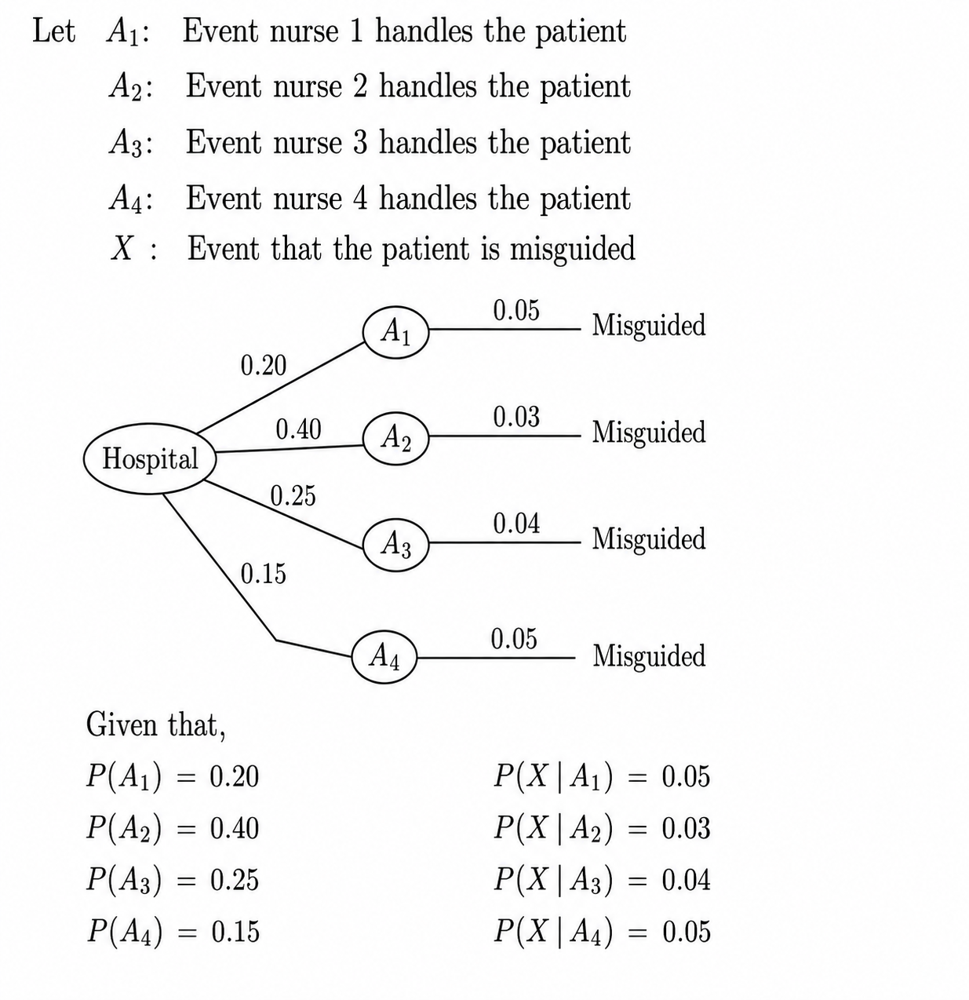 Let A₁: Event nurse 1 handles the patient
A₂: Event nurse 2 handles the patient
A₃: Event nurse 3 handles the patient
A₄: Event nurse 4 handles the patient
X : Event that the patient is misguided
A₁ 0.05 Misguided
0.20
0.40 A₂ 0.03 Misguided
Hospital
0.25
A₃ 0.04 Misguided
0.15
A₄ 0.05 Misguided
Given that,
P(A₁) = 0.20 P(X | A₁) = 0.05
P(A₂) = 0.40 P(X | A₂) = 0.03
P(A₃) = 0.25 P(X | A₃) = 0.04
P(A₄) = 0.15 P(X | A₄) = 0.05